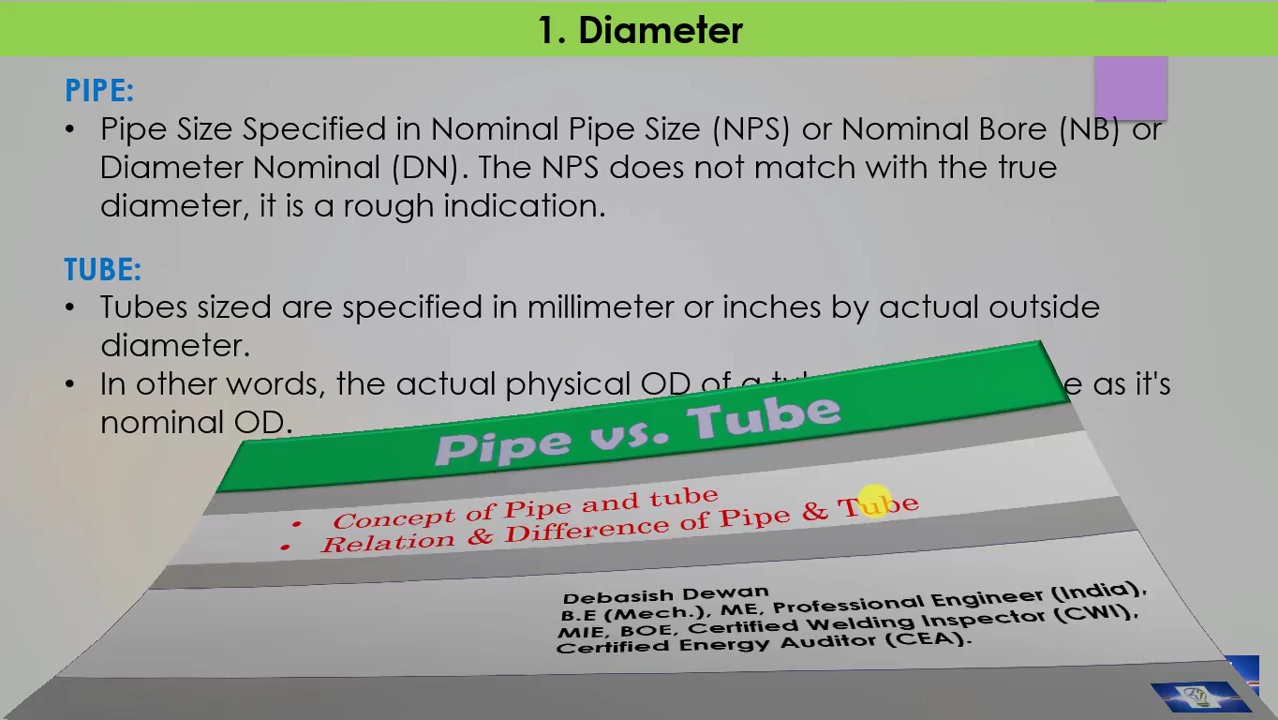 1. Diameter
PIPE:
• Pipe Size Specified in Nominal Pipe Size (NPS) or Nominal Bore (NB) or
Diameter Nominal (DN). The NPS does not match with the true
diameter, it is a rough indication.
TUBE:
• Tubes sized are specified in millimeter or inches by actual outside
diameter.
• In other words, the actual physical OD of a as it's
nominal OD.
Pipe vs. Tube
• Concept of Pipe and tube
• Relation & Difference of Pipe & Tube
Debasish Dewan
B.E (Mech.), ME, Professional Engineer (India),
MIE, BOE, Certified Welding Inspector (CWI),
Certified Energy Auditor (CEA).